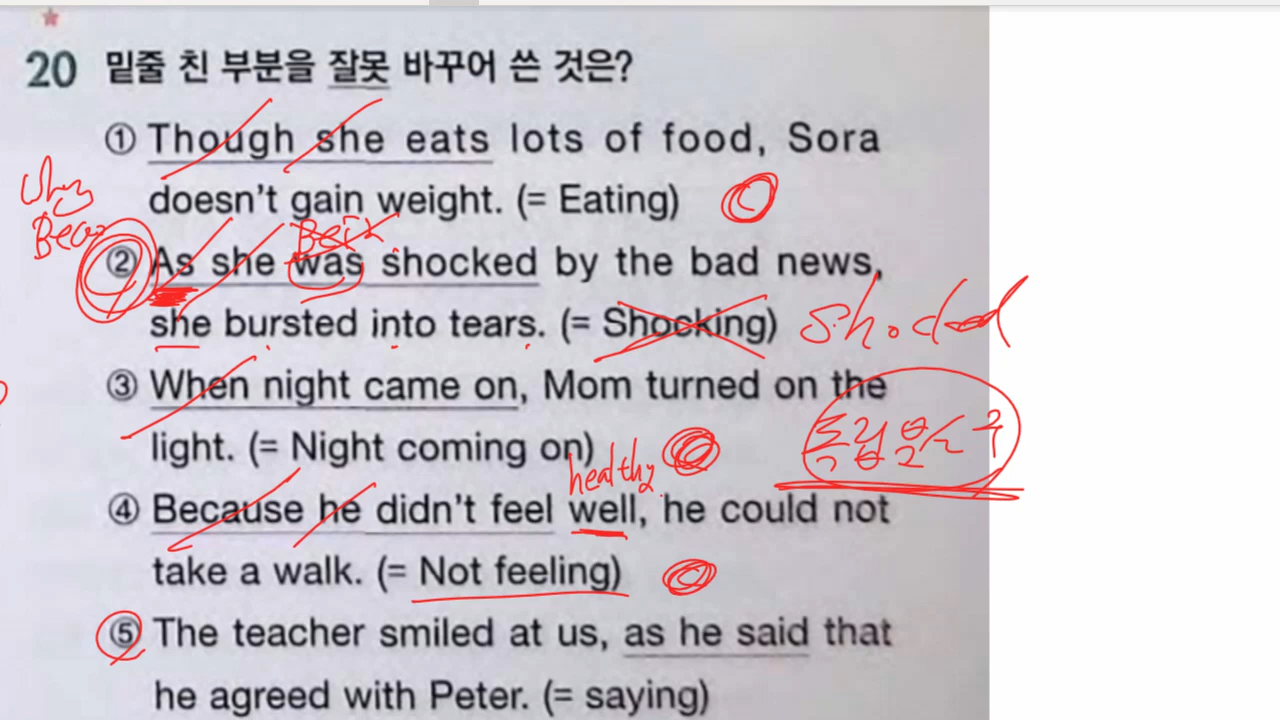 20 밑줄 친 부분을 잘못 바꾸어 쓴 것은?
① Though she eats lots of food, Sora
doesn't gain weight. (= Eating)
② As she was shocked by the bad news,
she bursted into tears. (= Shocking)
③ When night came on, Mom turned on the
light. (= Night coming on)
healthy
④ Because he didn't feel well, he could not
take a walk. (= Not feeling)
⑤ The teacher smiled at us, as he said that
he agreed with Peter. (= saying)